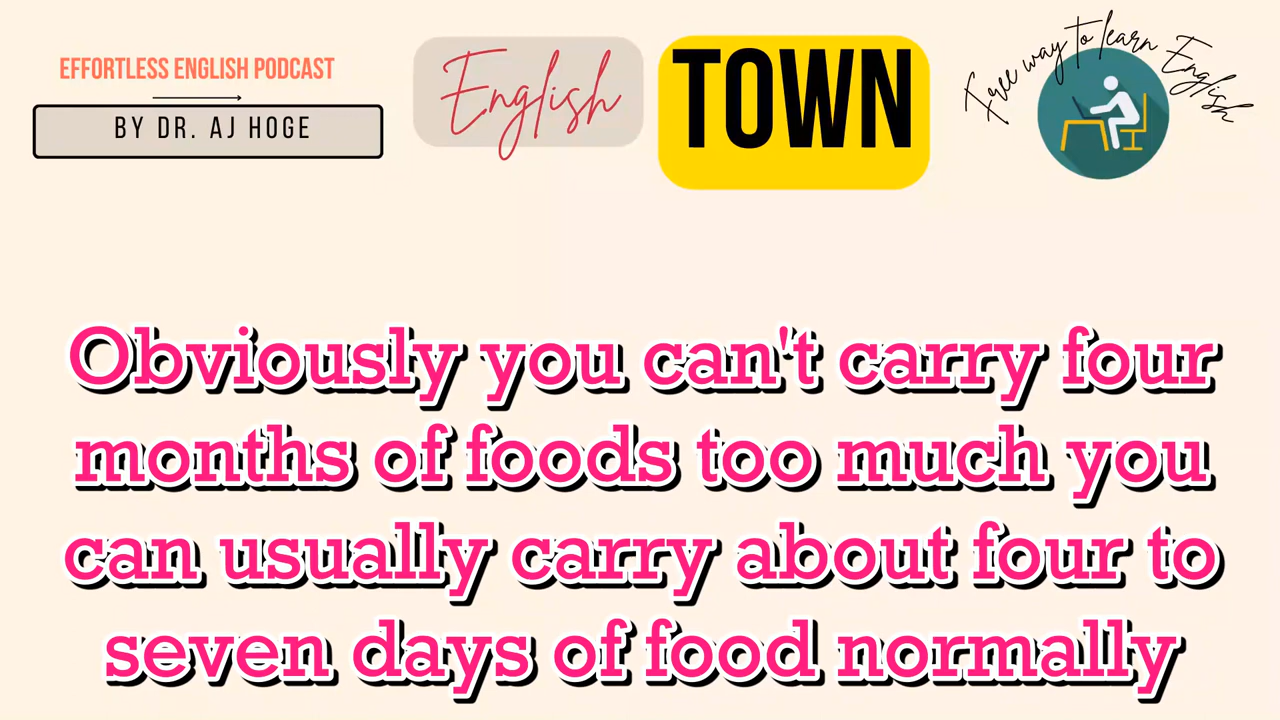 EFFORTLESS ENGLISH PODCAST
BY DR. AJ HOGE
English
TOWN
Free way to learn English
Obviously you can't carry four
months of foods too much you
can usually carry about four to
seven days of food normally